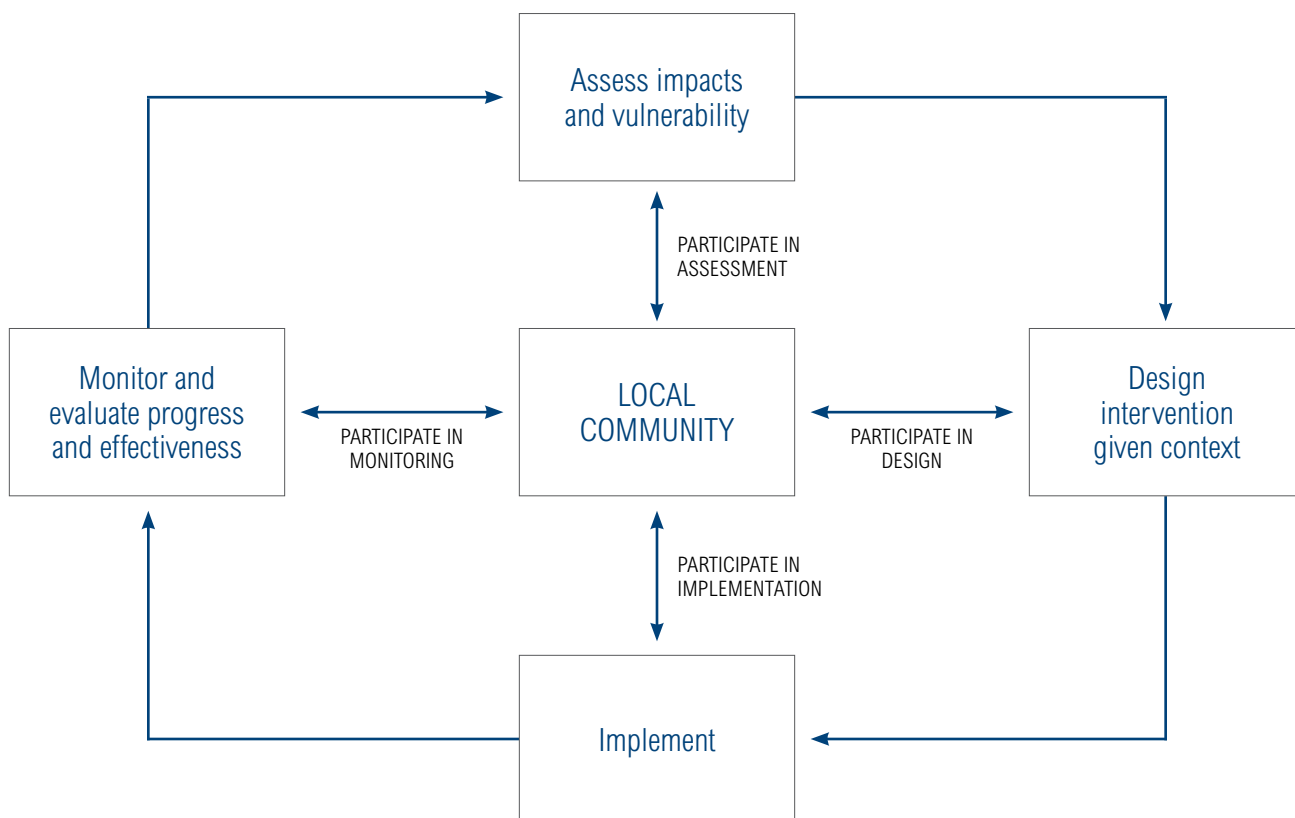 Assess impacts
and vulnerability
PARTICIPATE IN
ASSESSMENT
Monitor and
evaluate progress
and effectiveness
PARTICIPATE IN
MONITORING
LOCAL
COMMUNITY
PARTICIPATE IN
DESIGN
Design
intervention
given context
PARTICIPATE IN
IMPLEMENTATION
Implement